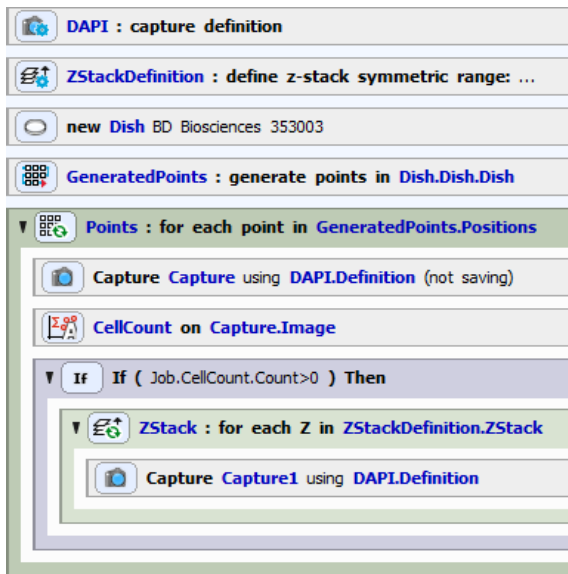 DAPI : capture definition
ZStackDefinition : define z-stack symmetric range: ...
new Dish BD Biosciences 353003
GeneratedPoints : generate points in Dish.Dish.Dish
Points : for each point in GeneratedPoints.Positions
Capture Capture using DAPI.Definition (not saving)
CellCount on Capture.Image
If If ( Job.CellCount.Count>0 ) Then
ZStack : for each Z in ZStackDefinition.ZStack
Capture Capture1 using DAPI.Definition